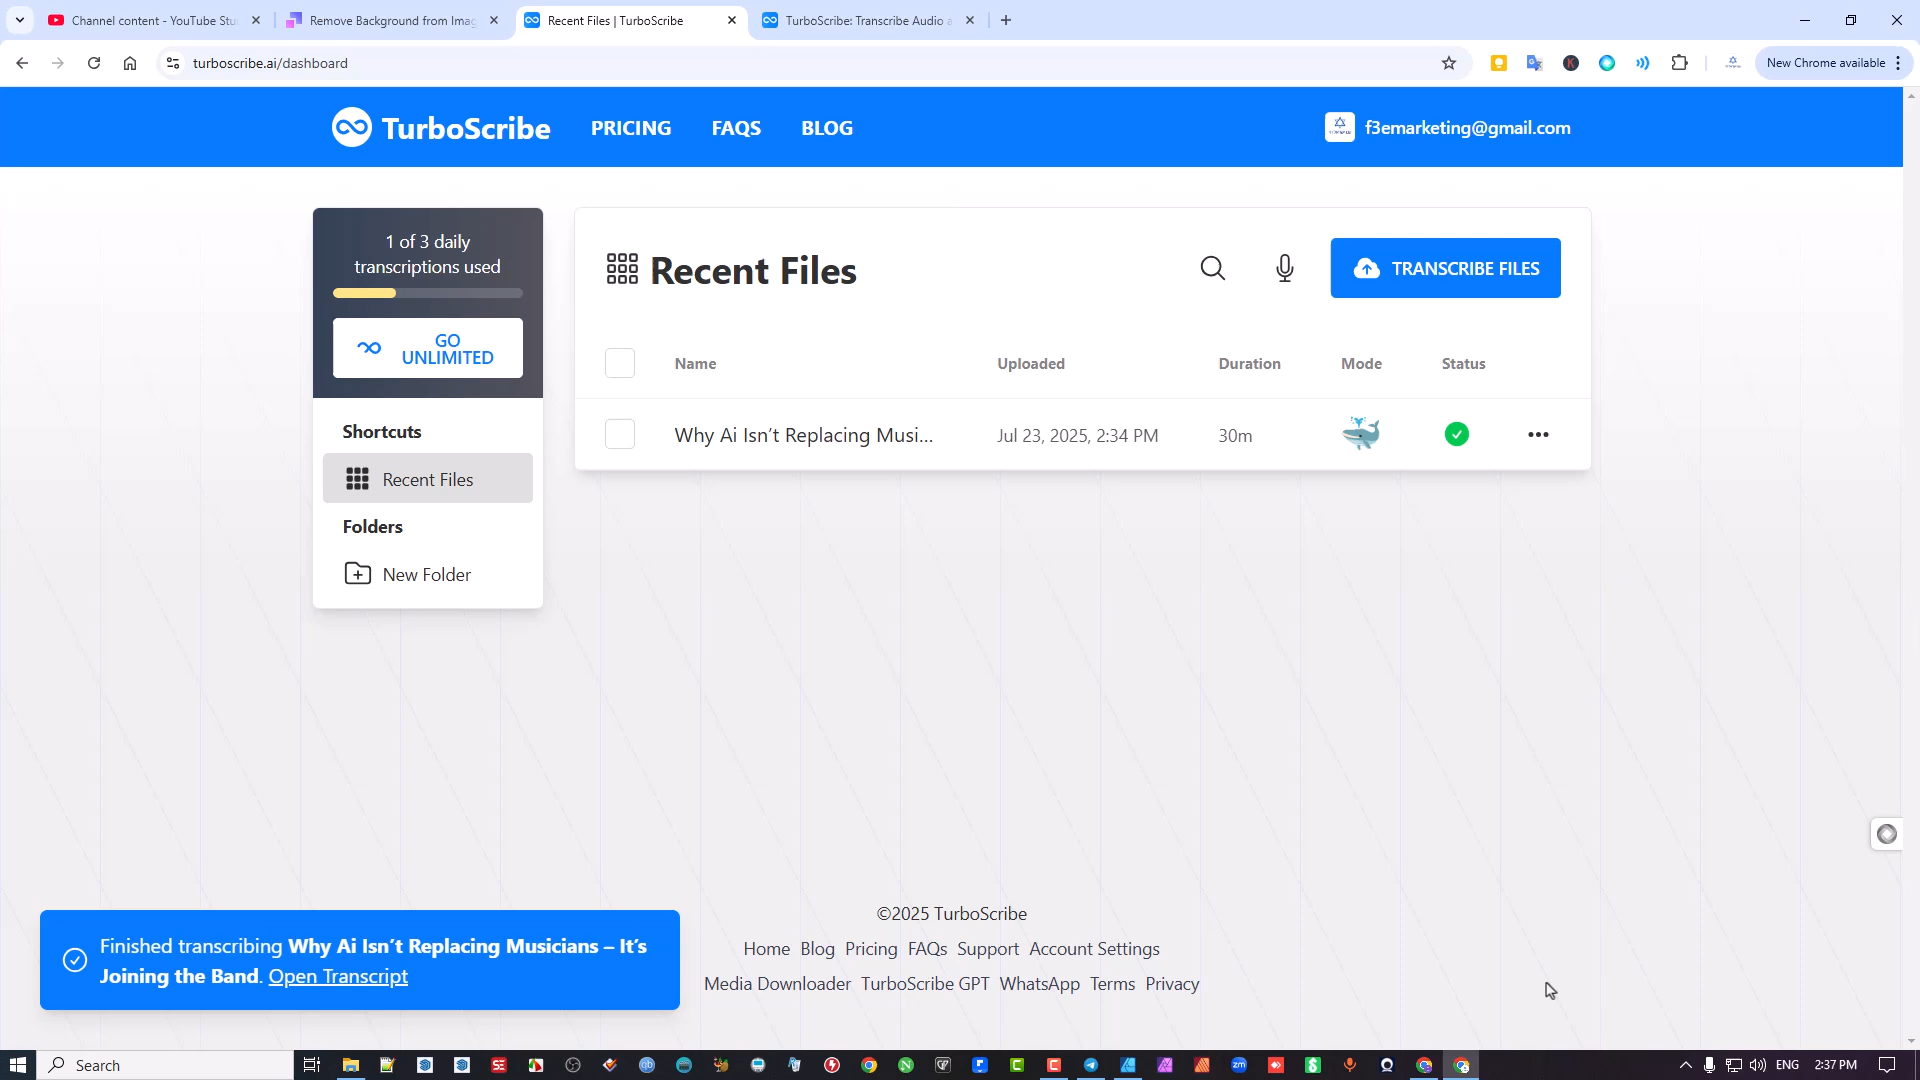 Channel content - YouTube Stu
Remove Background from Imag
Recent Files | TurboScribe
TurboScribe: Transcribe Audio a
turboscribe.ai/dashboard
New Chrome available
TurboScribe
PRICING
FAQS
BLOG
f3emarketing@gmail.com
1 of 3 daily
transcriptions used
GO
UNLIMITED
Shortcuts
Recent Files
Folders
New Folder
Recent Files
TRANSCRIBE FILES
Name Uploaded Duration Mode Status
Why Ai Isn’t Replacing Musi... Jul 23, 2025, 2:34 PM 30m
Finished transcribing Why Ai Isn’t Replacing Musicians – It’s
Joining the Band. Open Transcript
©2025 TurboScribe
Home Blog Pricing FAQs Support Account Settings
Media Downloader TurboScribe GPT WhatsApp Terms Privacy
Search
ENG
2:37 PM